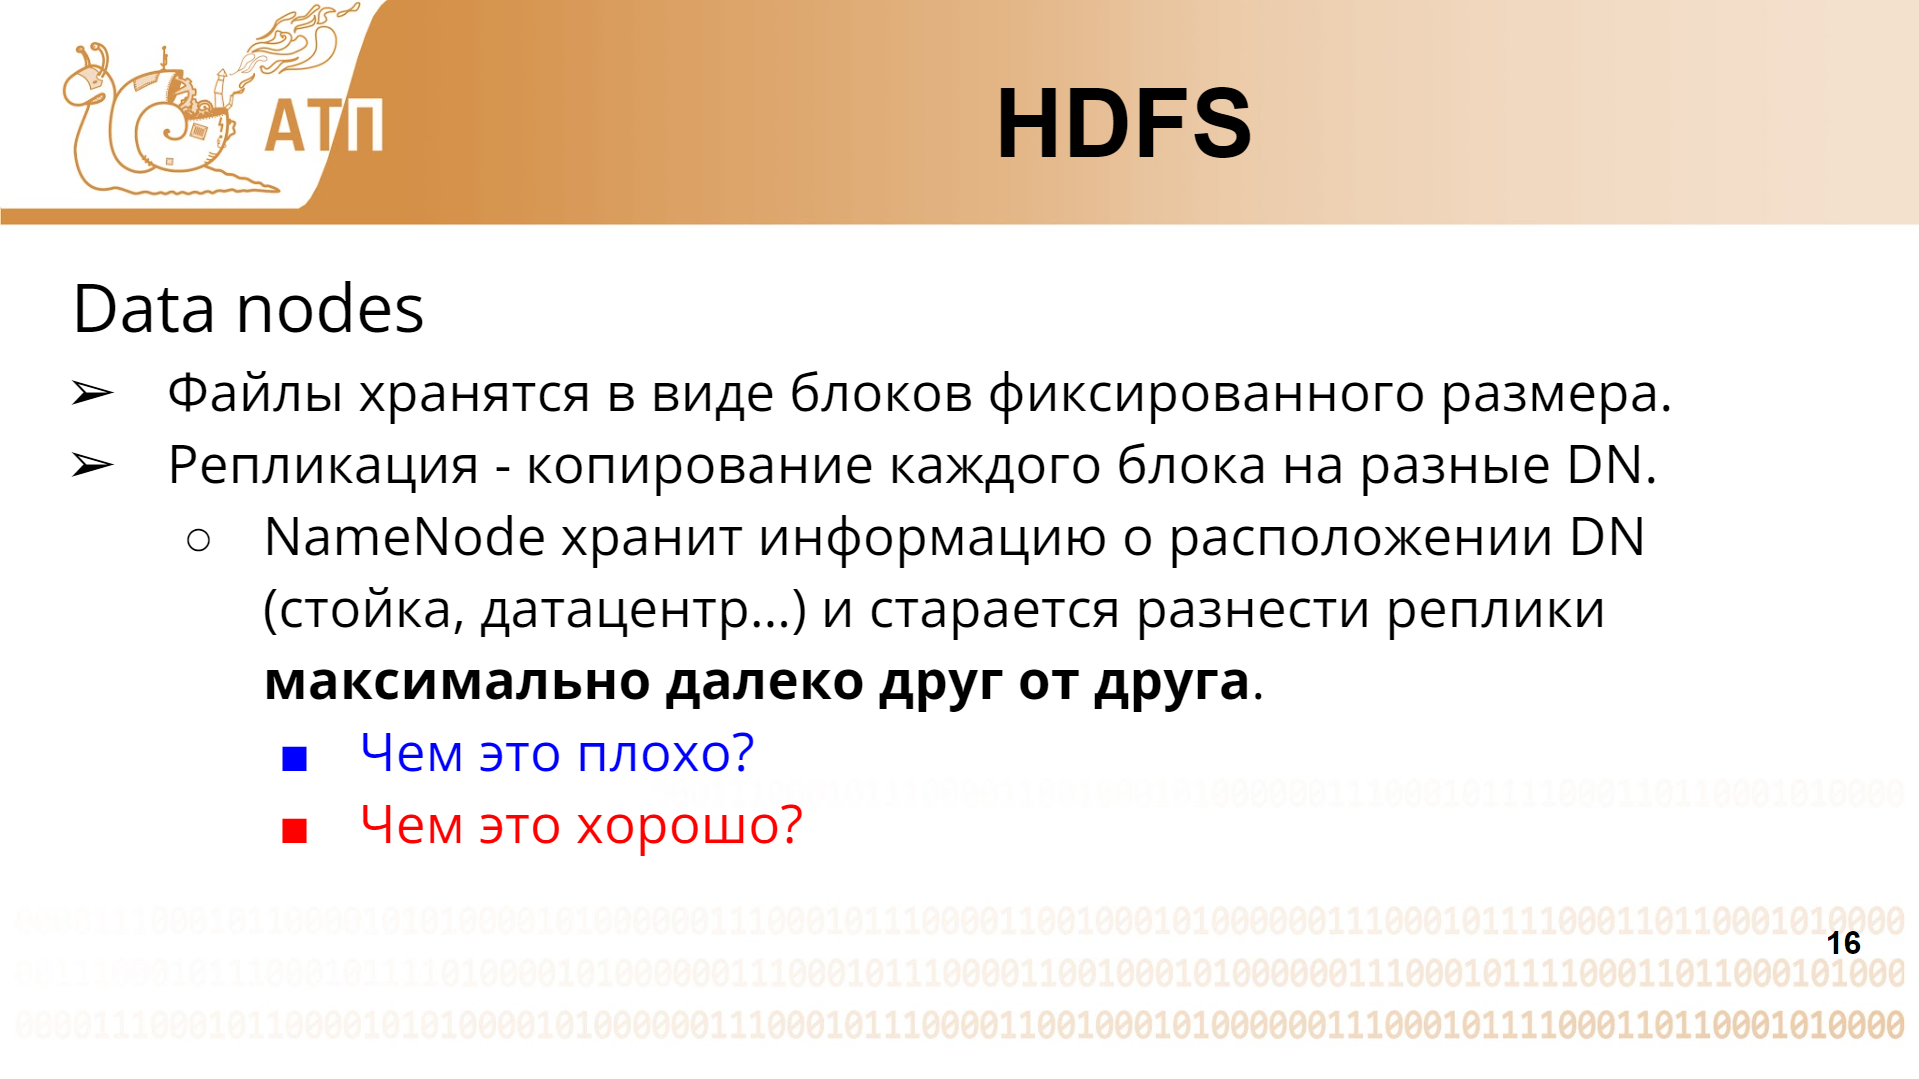 АТП
HDFS
Data nodes
➢ Файлы хранятся в виде блоков фиксированного размера.
➢ Репликация - копирование каждого блока на разные DN.
○ NameNode хранит информацию о расположении DN
(стойка, датацентр...) и старается разнести реплики
максимально далеко друг от друга.
■ Чем это плохо?
■ Чем это хорошо?
16